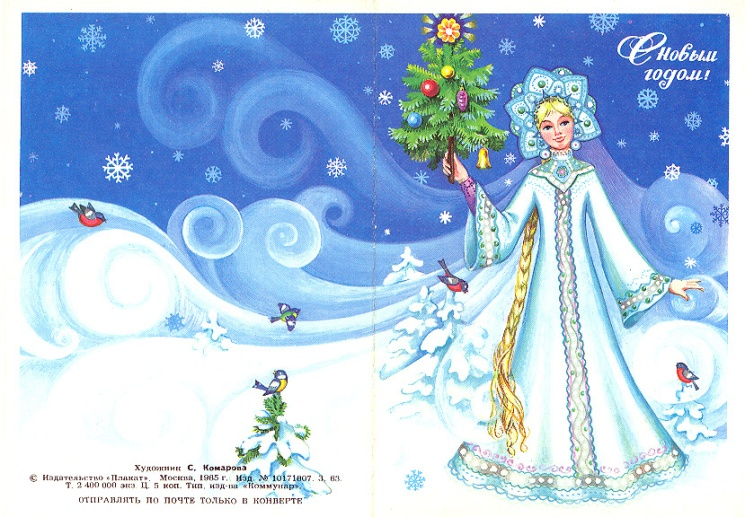 С Новым
годом!
Художник С. Комарова
© Издательство «Плакат». Москва, 1985 г. Изд. № 10171807. З. 63.
Т. 2 400 000 экз. Ц. 5 коп. Тип. изд-ва «Коммунар».
ОТПРАВЛЯТЬ ПО ПОЧТЕ ТОЛЬКО В КОНВЕРТЕ